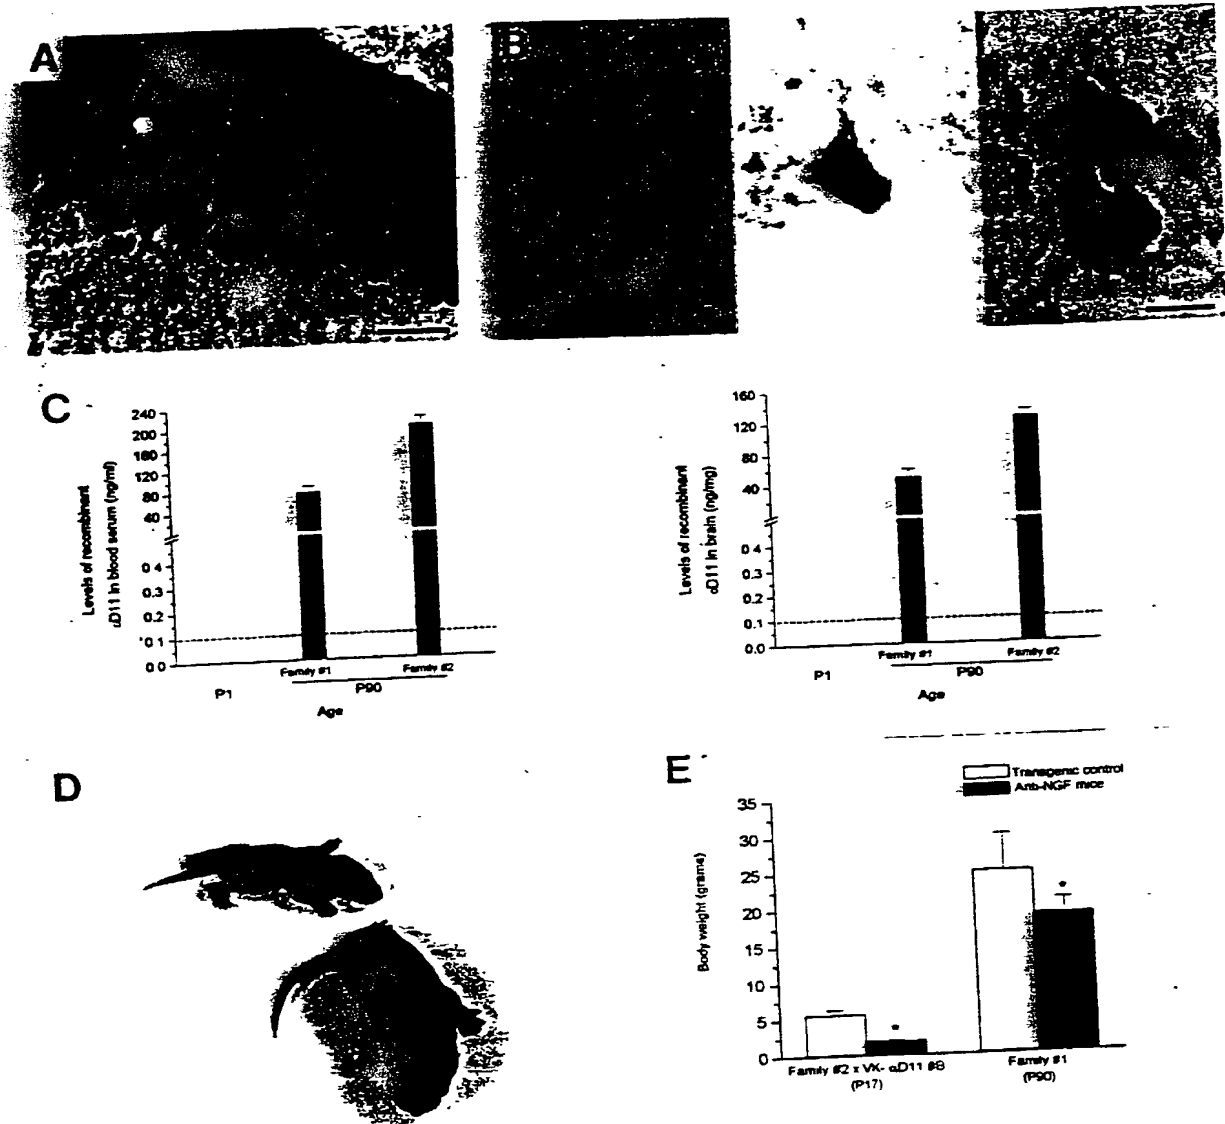 A
B
C
Levels of recombinant
αD11 in blood serum (ng/ml)
240
200
160
120
80
40
0.4
0.3
0.2
0.1
0.0
Family #1
Family #2
P1
P90
Age
Levels of recombinant
αD11 in brain (ng/mg)
160
120
80
40
0.4
0.3
0.2
0.1
0.0
Family #1
Family #2
P1
P90
Age
D
E
Transgenic control
Anti-NGF mice
Body weight (grams)
35
30
25
20
15
10
5
0
*
*
Family #2 x VK- αD11 #B
(P17)
Family #1
(P90)